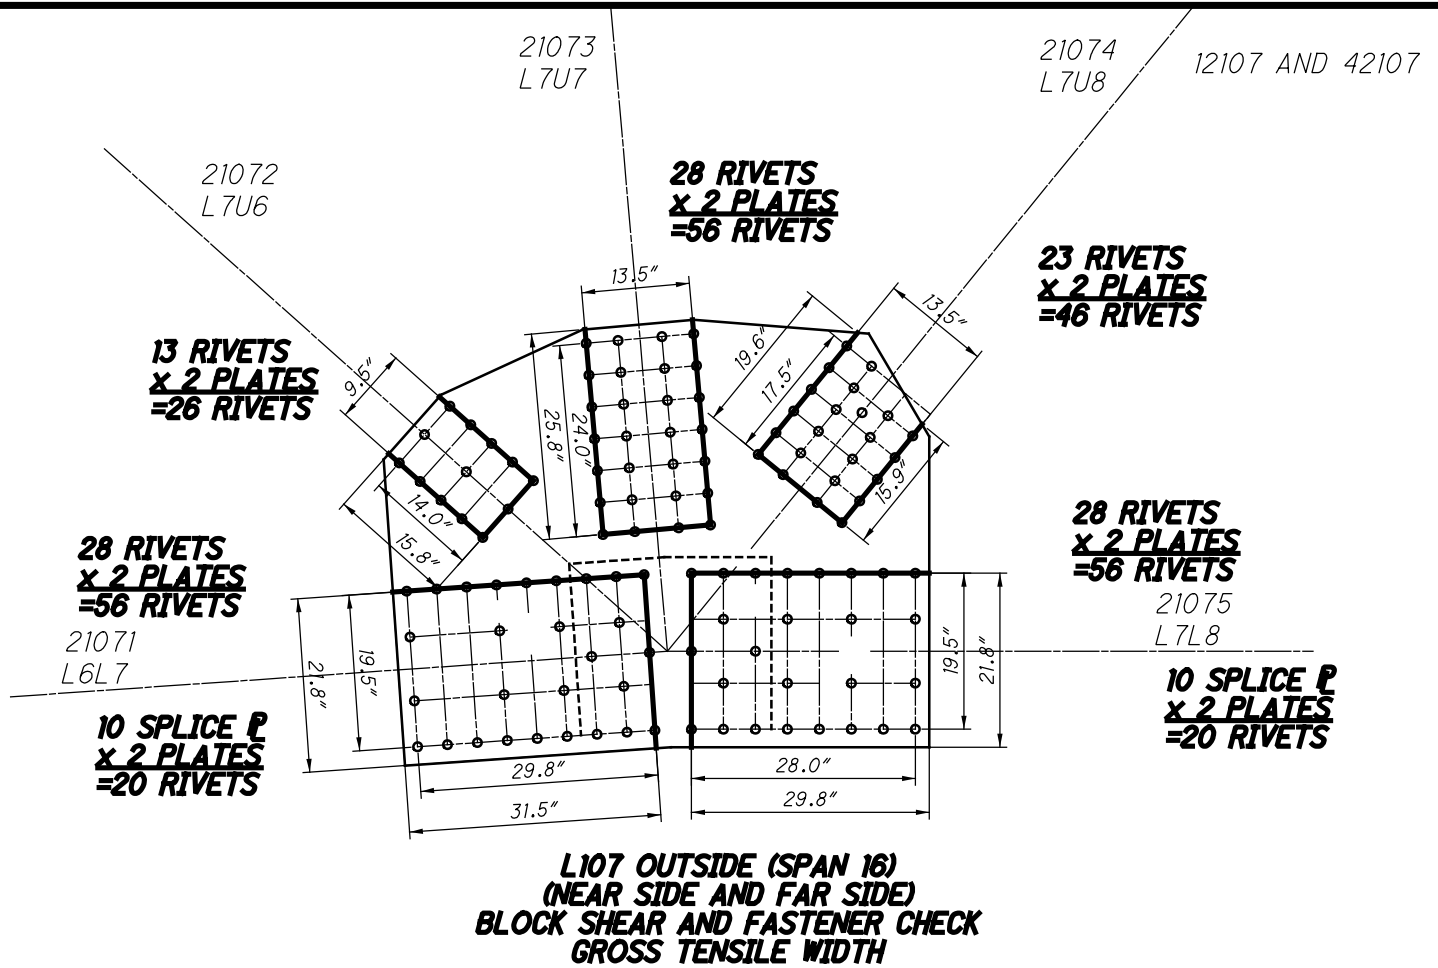 21073
L7U7
21074
L7U8
12107 AND 42107
21072
L7U6
28 RIVETS
x 2 PLATES
=56 RIVETS
23 RIVETS
x 2 PLATES
=46 RIVETS
13 RIVETS
x 2 PLATES
=26 RIVETS
13.5"
13.5"
19.6"
17.5"
9.5"
25.8"
24.0"
15.9"
14.0"
15.8"
28 RIVETS
x 2 PLATES
=56 RIVETS
21071
L6L7
28 RIVETS
x 2 PLATES
=56 RIVETS
21075
L7L8
21.8"
19.5"
19.5"
21.8"
10 SPLICE PL
x 2 PLATES
=20 RIVETS
10 SPLICE PL
x 2 PLATES
=20 RIVETS
29.8"
31.5"
28.0"
29.8"
L107 OUTSIDE (SPAN 16)
(NEAR SIDE AND FAR SIDE)
BLOCK SHEAR AND FASTENER CHECK
GROSS TENSILE WIDTH